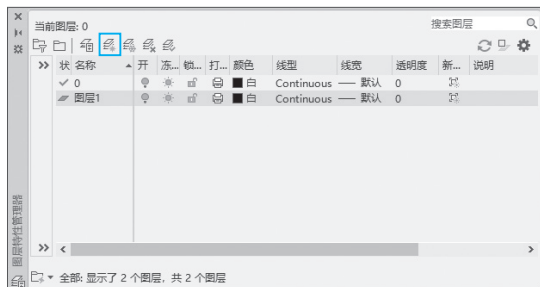 当前图层: 0
搜索图层
状 名称 开 冻... 锁... 打... 颜色 线型 线宽 透明度 新... 说明
0 白 Continuous 默认 0
图层1 白 Continuous 默认 0
图层特性管理器
全部: 显示了 2 个图层, 共 2 个图层